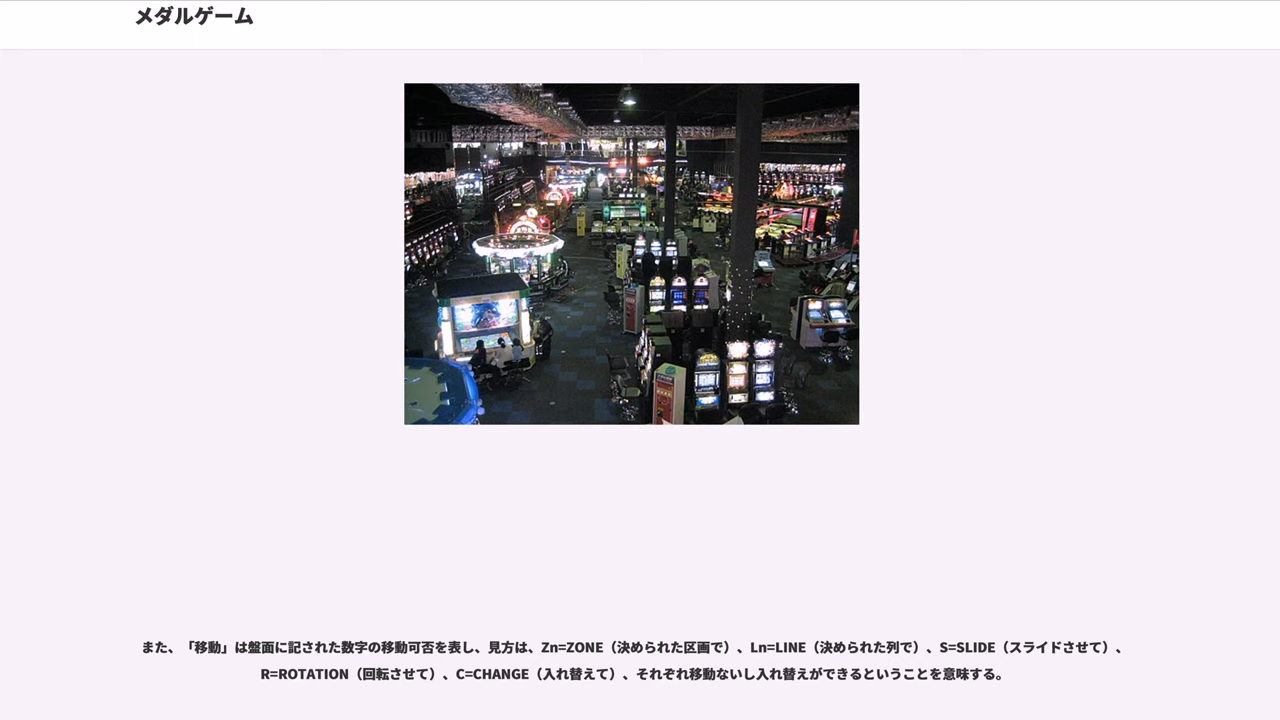 メダルゲーム
また、「移動」は盤面に記された数字の移動可否を表し、見方は、Zn=ZONE（決められた区画で）、Ln=LINE（決められた列で）、S=SLIDE（スライドさせて）、
R=ROTATION（回転させて）、C=CHANGE（入れ替えて）、それぞれ移動ないし入れ替えができるということを意味する。